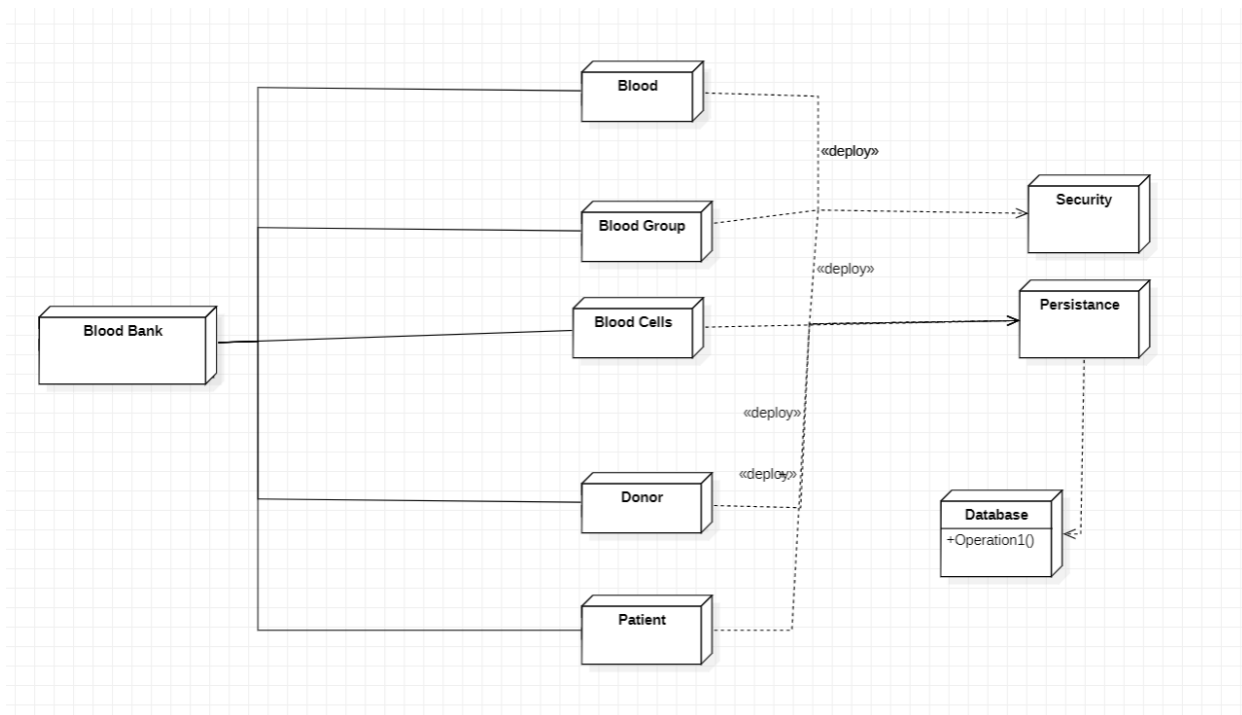 Blood
«deploy»
Security
Blood Group
«deploy»
Persistance
Blood Cells
Blood Bank
«deploy»
«deploy»
Donor
Database
+Operation1()
Patient